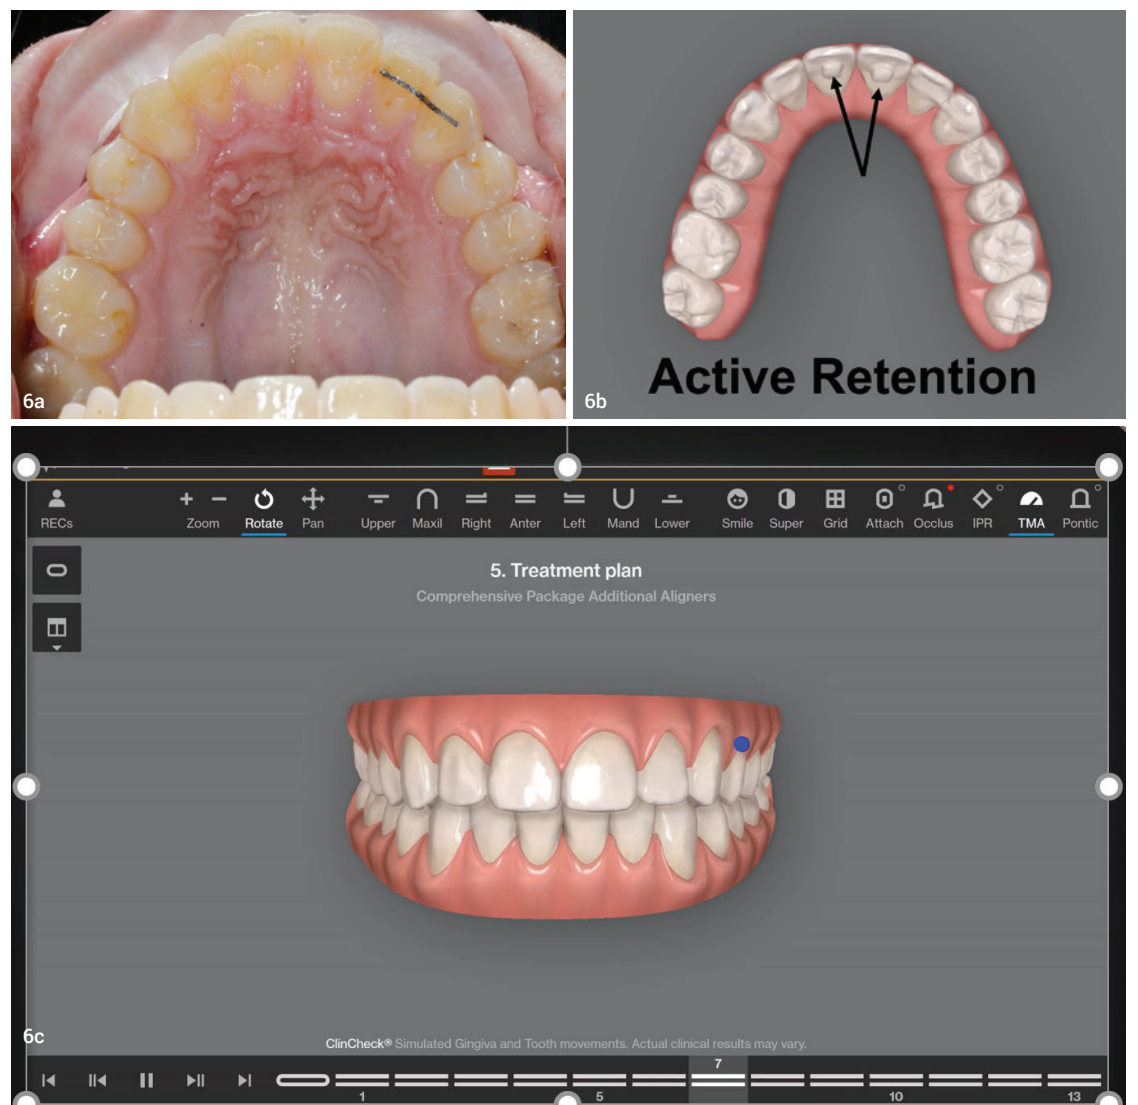 6a
6b
Active Retention
RECs
Zoom
Rotate
Pan
Upper
Maxil
Right
Anter
Left
Mand
Lower
Smile
Super
Grid
Attach
Occlus
IPR
TMA
Pontic
5. Treatment plan
Comprehensive Package Additional Aligners
6c
ClinCheck® Simulated Gingiva and Tooth movements. Actual clinical results may vary.
7
1
5
10
13